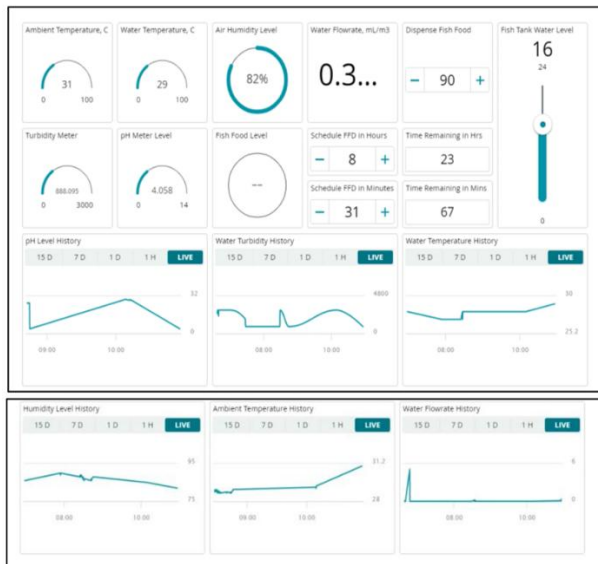 Ambient Temperature, C
Water Temperature, C
Air Humidity Level
Water Flowrate, mL/m3
Dispense Fish Food
Fish Tank Water Level
31
0 100
29
0 100
82%
0.3...
− 90 +
16
24
0
Turbidity Meter
pH Meter Level
Fish Food Level
Schedule FFD in Hours
Time Remaining in Hrs
888.095
0 3000
4.058
0 14
--
− 8 +
23
Schedule FFD in Minutes
Time Remaining in Mins
− 31 +
67
pH Level History
15 D 7 D 1 D 1 H LIVE
32
0
09:00 10:00
Water Turbidity History
15 D 7 D 1 D 1 H LIVE
4800
0
08:00 10:00
Water Temperature History
15 D 7 D 1 D 1 H LIVE
30
25.2
08:00 10:00
Humidity Level History
15 D 7 D 1 D 1 H LIVE
75
08:00 10:00
Ambient Temperature History
15 D 7 D 1 D 1 H LIVE
31.2
28
09:00 10:00
Water Flowrate History
15 D 7 D 1 D 1 H LIVE
6
0
08:00 10:00